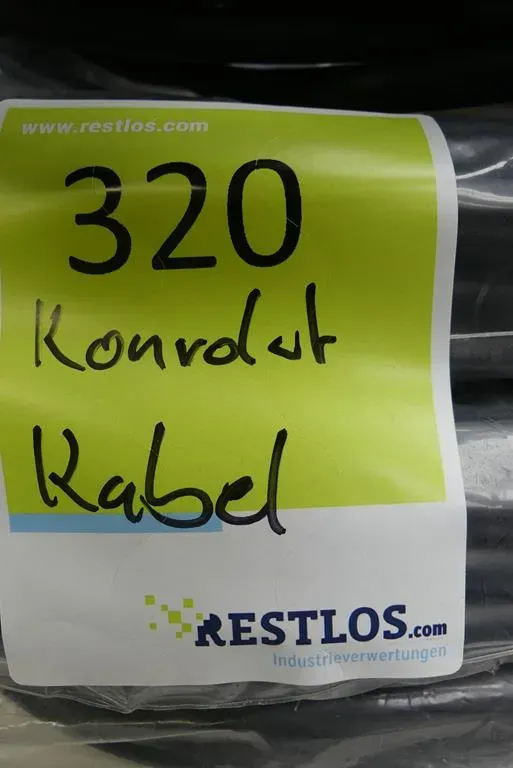 www.restlos.com
320
Konvolut
Kabel
RESTLOS.com
Industrieverwertungen